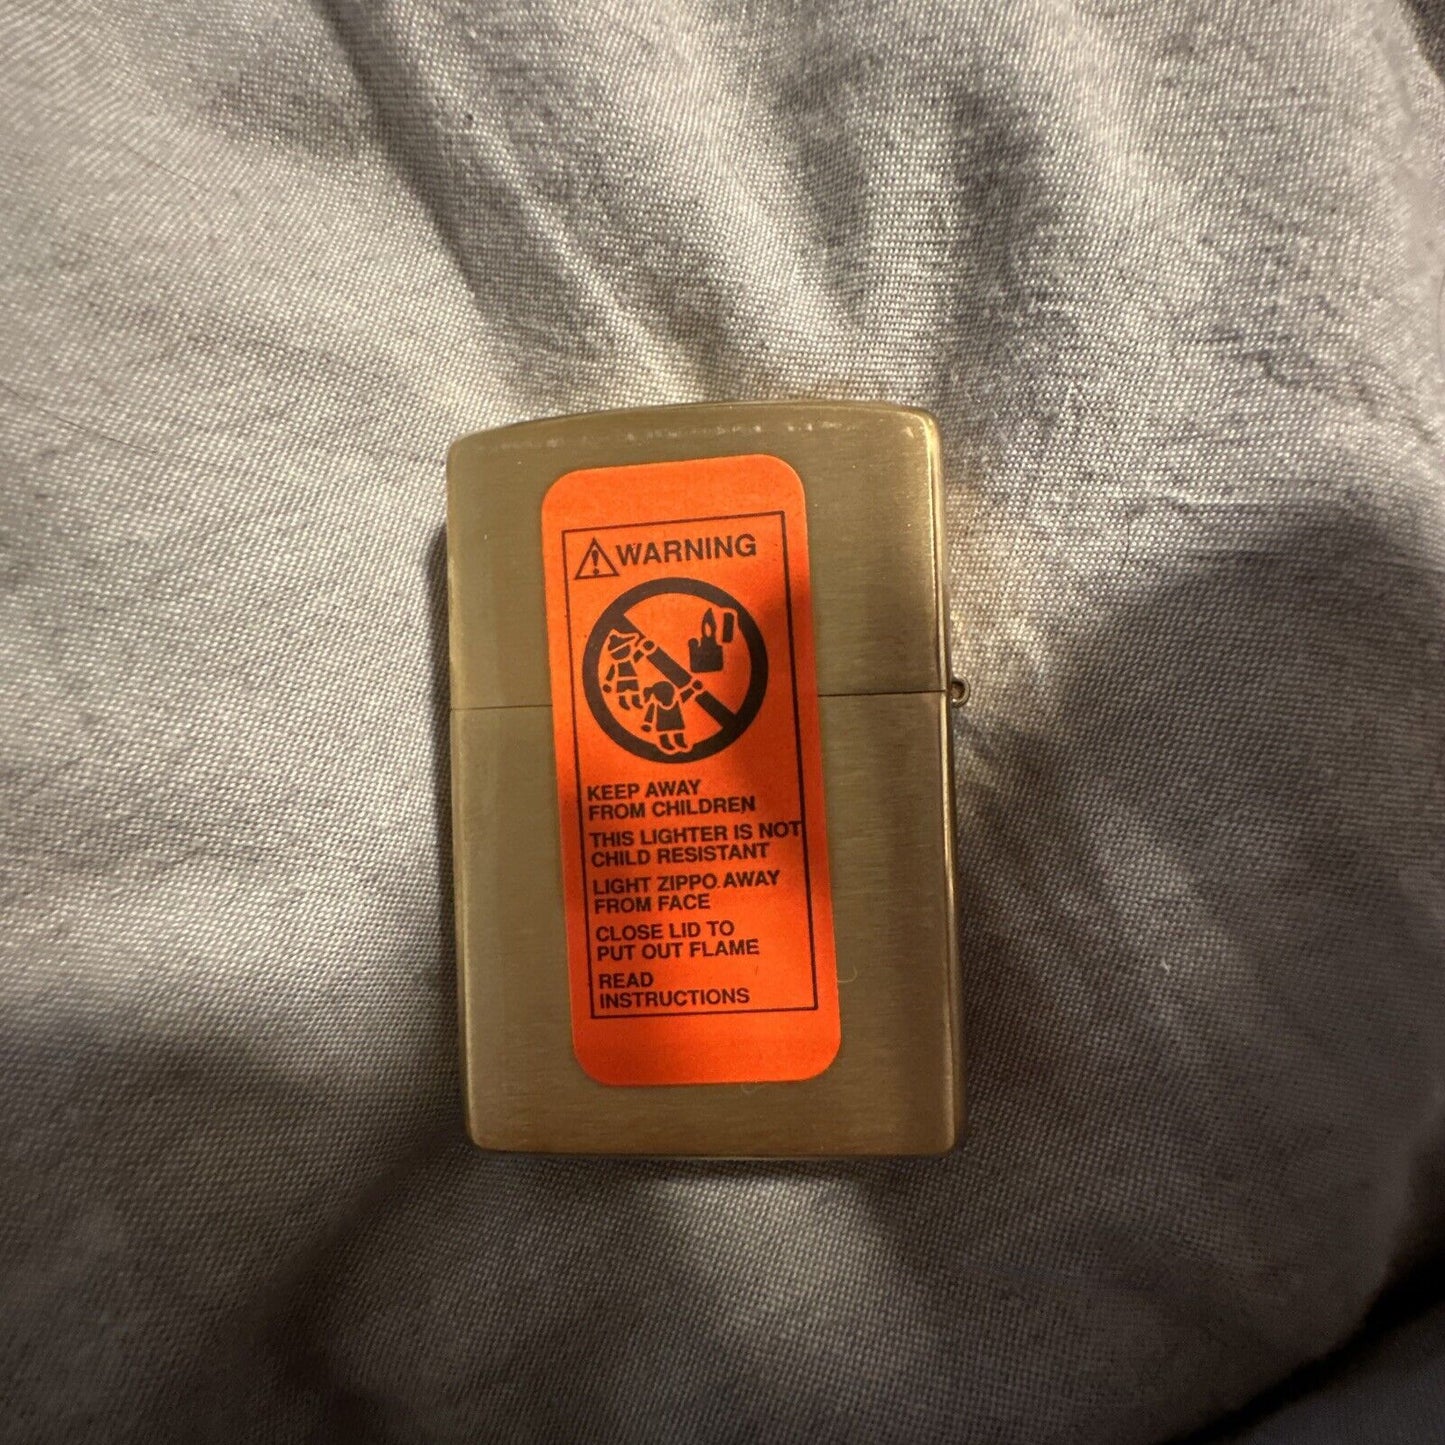 WARNING
KEEP AWAY
FROM CHILDREN
THIS LIGHTER IS NOT
CHILD RESISTANT
LIGHT ZIPPO AWAY
FROM FACE
CLOSE LID TO
PUT OUT FLAME
READ
INSTRUCTIONS